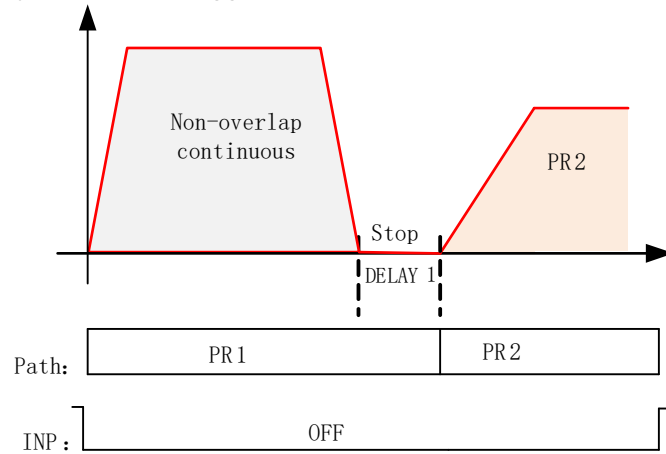 Non-overlap
continuous
PR2
Stop
DELAY 1
Path:
PR1
PR2
INP:
OFF